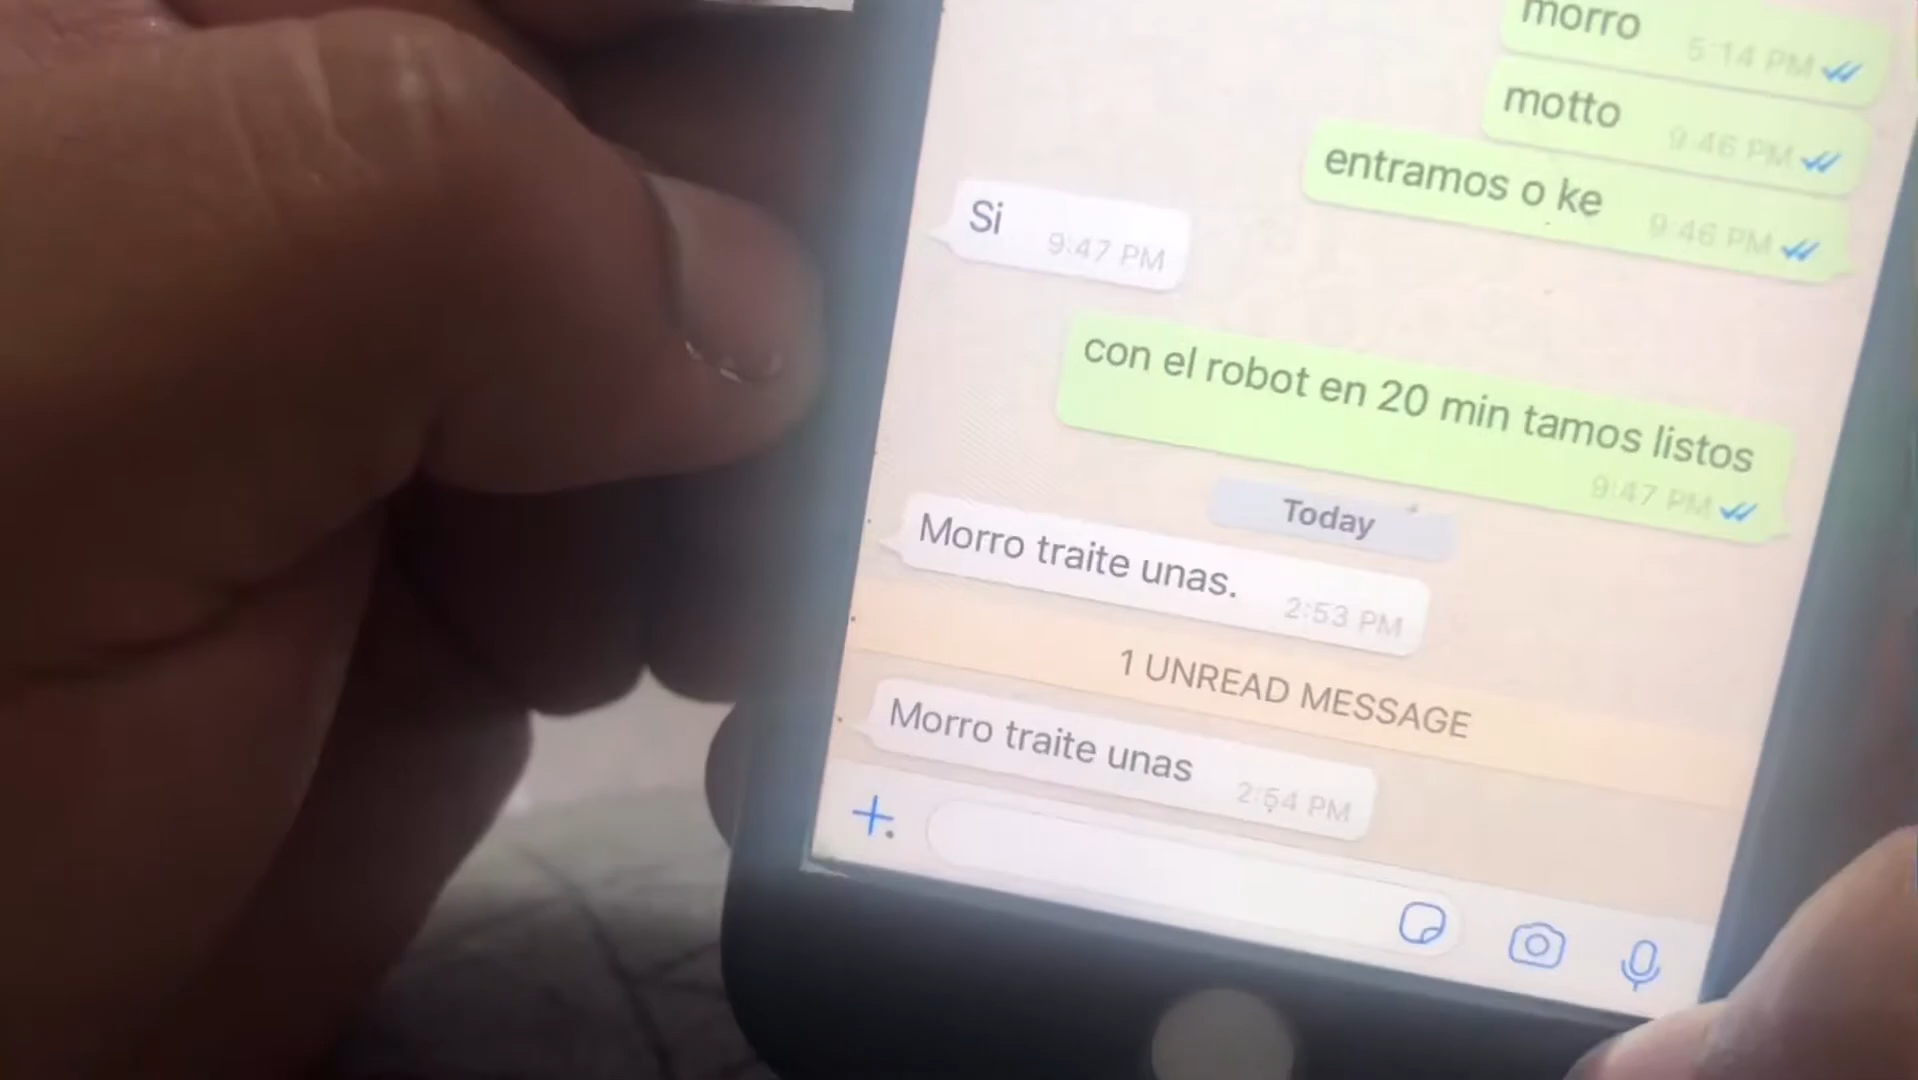 morro
5:14 PM
motto
9:46 PM
entramos o ke
9:46 PM
Si
9:47 PM
con el robot en 20 min tamos listos
9:47 PM
Today
Morro traite unas.
2:53 PM
1 UNREAD MESSAGE
Morro traite unas
2:54 PM